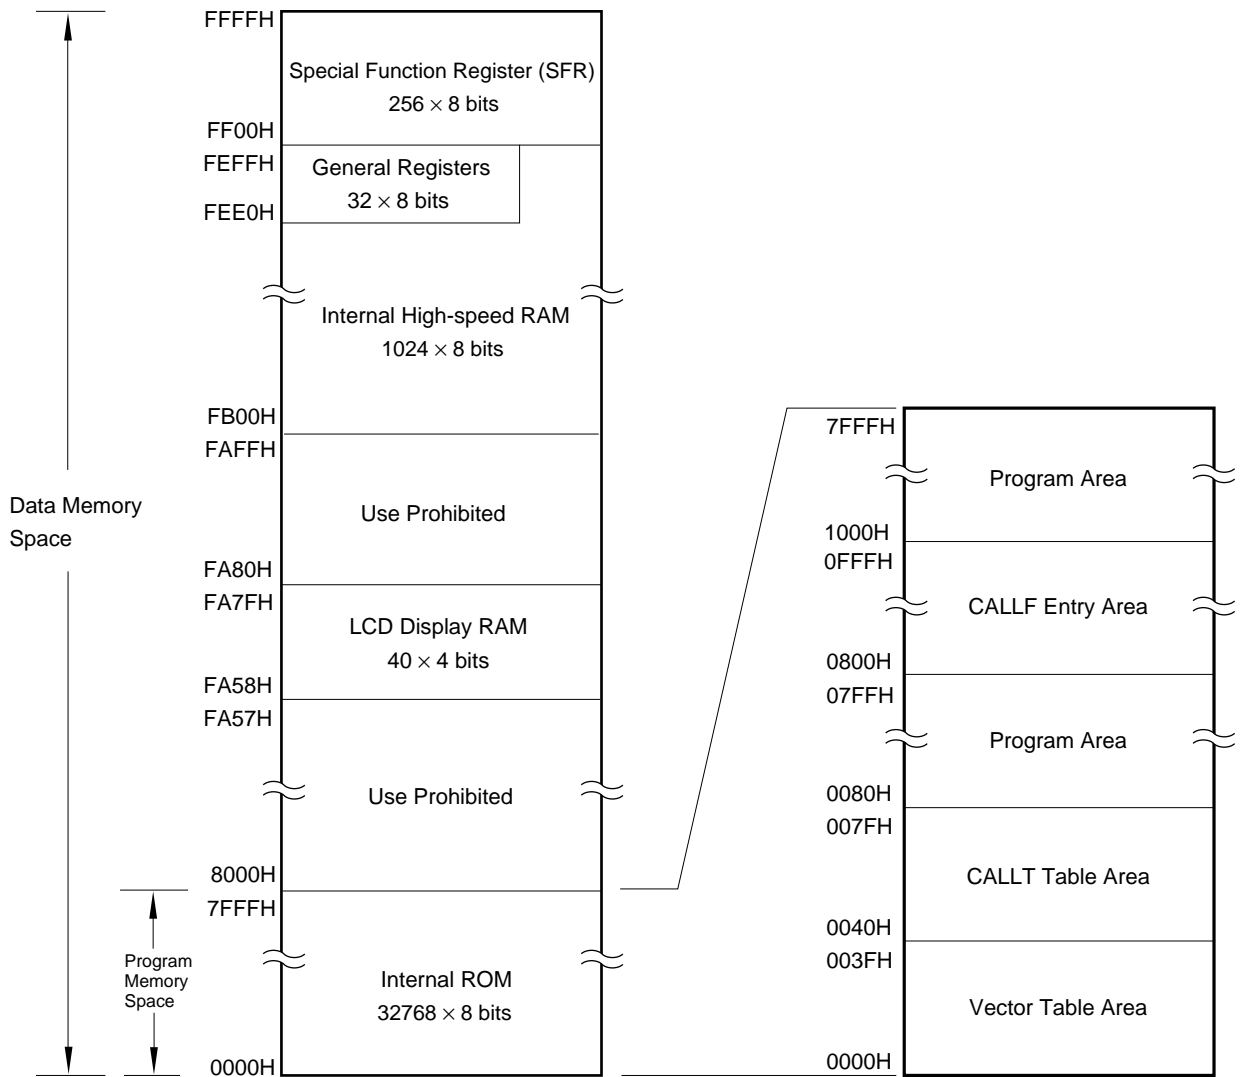 FFFFH
Special Function Register (SFR)
256 × 8 bits
FF00H
FEFFH
General Registers
32 × 8 bits
FEE0H
Internal High-speed RAM
1024 × 8 bits
FB00H
FAFFH
Use Prohibited
FA80H
FA7FH
LCD Display RAM
40 × 4 bits
FA58H
FA57H
Use Prohibited
8000H
7FFFH
Internal ROM
32768 × 8 bits
0000H
Data Memory
Space
Program
Memory
Space
7FFFH
Program Area
1000H
0FFFH
CALLF Entry Area
0800H
07FFH
Program Area
0080H
007FH
CALLT Table Area
0040H
003FH
Vector Table Area
0000H